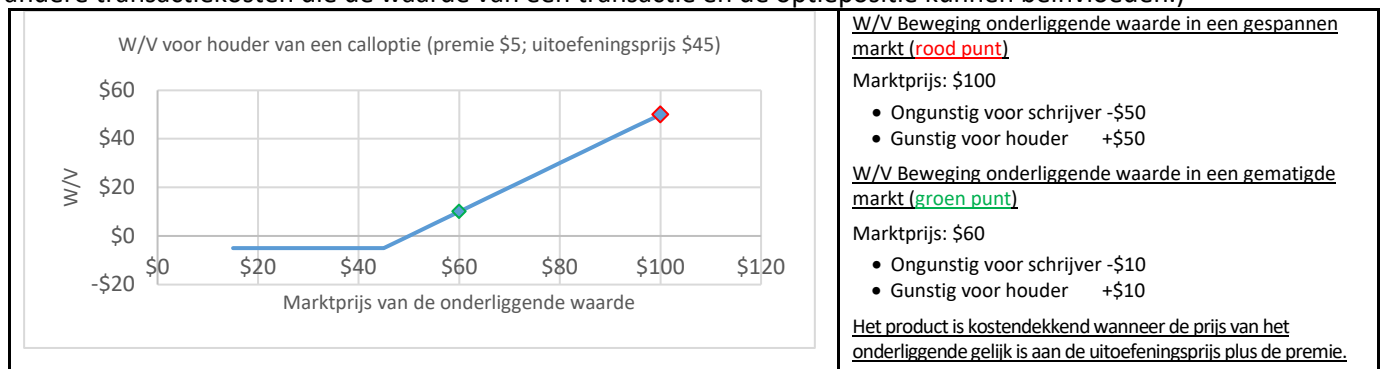 andere transactiekosten die de waarde van een transactie en de optiepositie kunnen beïnvloeden.)
W/V voor houder van een calloptie (premie $5; uitoefeningsprijs $45)
$60
$40
$20
$0
-$20
W/V
$0 $20 $40 $60 $80 $100 $120
Marktprijs van de onderliggende waarde
W/V Beweging onderliggende waarde in een gespannen
markt (rood punt)
Marktprijs: $100
• Ongunstig voor schrijver -$50
• Gunstig voor houder +$50
W/V Beweging onderliggende waarde in een gematigde
markt (groen punt)
Marktprijs: $60
• Ongunstig voor schrijver -$10
• Gunstig voor houder +$10
Het product is kostendekkend wanneer de prijs van het
onderliggende gelijk is aan de uitoefeningsprijs plus de premie.